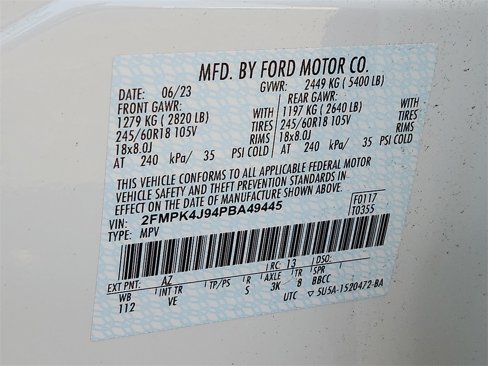 MFD. BY FORD MOTOR CO.
DATE: 06/23 GVWR: 2449 KG ( 5400 LB)
FRONT GAWR: REAR GAWR:
1279 KG ( 2820 LB) WITH 1197 KG ( 2640 LB) WITH
245/60R18 105V TIRES 245/60R18 105V TIRES
18x8.0J RIMS 18x8.0J RIMS
AT 240 kPa/ 35 PSI COLD AT 240 kPa/ 35 PSI COLD
THIS VEHICLE CONFORMS TO ALL APPLICABLE FEDERAL MOTOR
VEHICLE SAFETY AND THEFT PREVENTION STANDARDS IN
EFFECT ON THE DATE OF MANUFACTURE SHOWN ABOVE.
VIN: 2FMPK4J94PBA49445 F0117
TYPE: MPV T0355
EXT PNT: AZ RC: 13 DSO:
WB INT TR TP/PS R AXLE TR SPR
112 VE S 3K 8 BBCC
UTC ▽ 5U5A-1520472-BA